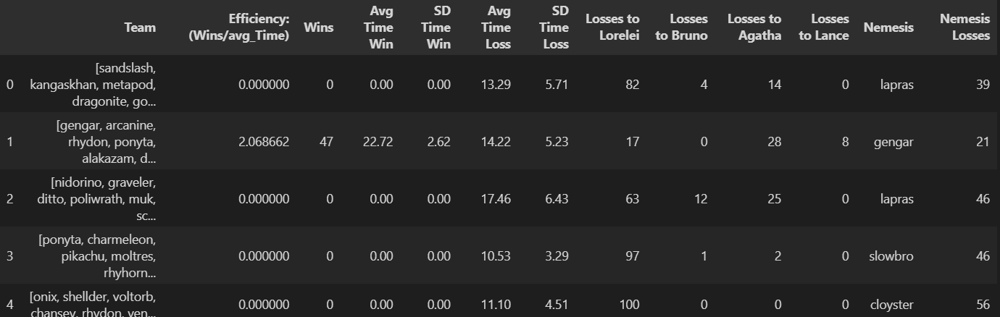 Team Efficiency: (Wins/avg_Time) Wins Avg Time Win SD Time Win Avg Time Loss SD Time Loss Losses to Lorelei Losses to Bruno Losses to Agatha Losses to Lance Nemesis Nemesis Losses
[sandslash,
0 kangaskhan, metapod, 0.000000 0 0.00 0.00 13.29 5.71 82 4 14 0 lapras 39
dragonite, go...
[gengar, arcanine,
1 rhydon, ponyta, 2.068662 47 22.72 2.62 14.22 5.23 17 0 28 8 gengar 21
alakazam, d...
[nidorino, graveler,
2 ditto, poliwrath, muk, 0.000000 0 0.00 0.00 17.46 6.43 63 12 25 0 lapras 46
sc...
[ponyta, charmeleon,
3 pikachu, moltres, 0.000000 0 0.00 0.00 10.53 3.29 97 1 2 0 slowbro 46
rhyhorn...
[onix, shellder, voltorb,
4 chansey, rhydon, ven... 0.000000 0 0.00 0.00 11.10 4.51 100 0 0 0 cloyster 56